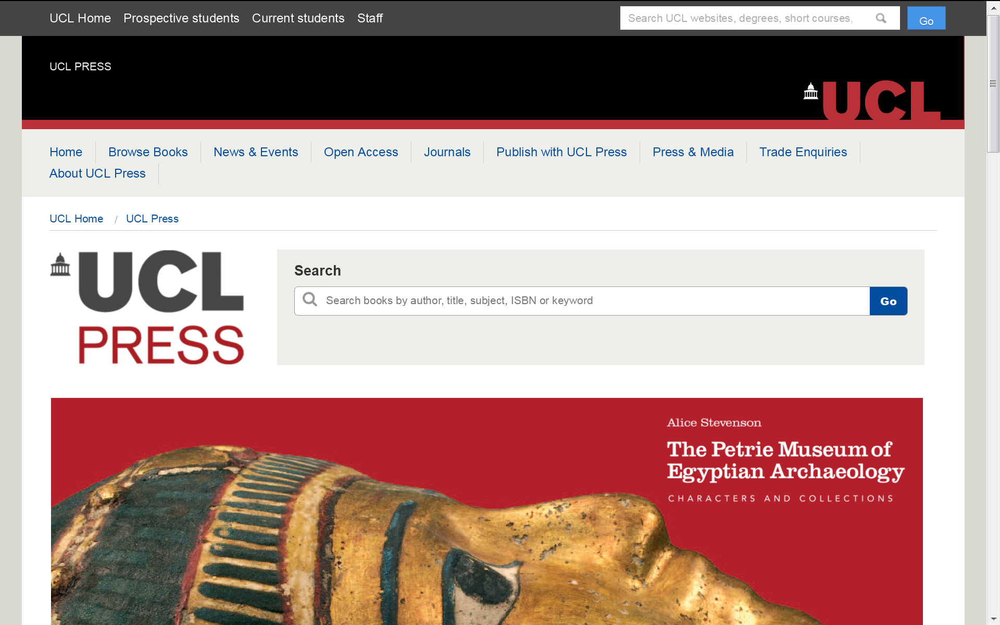 UCL Home Prospective students Current students Staff
Search UCL websites, degrees, short courses,
Go
UCL PRESS
UCL
Home Browse Books News & Events Open Access Journals Publish with UCL Press Press & Media Trade Enquiries
About UCL Press
UCL Home / UCL Press
UCL
PRESS
Search
Search books by author, title, subject, ISBN or keyword
Go
Alice Stevenson
The Petrie Museum of
Egyptian Archaeology
CHARACTERS AND COLLECTIONS